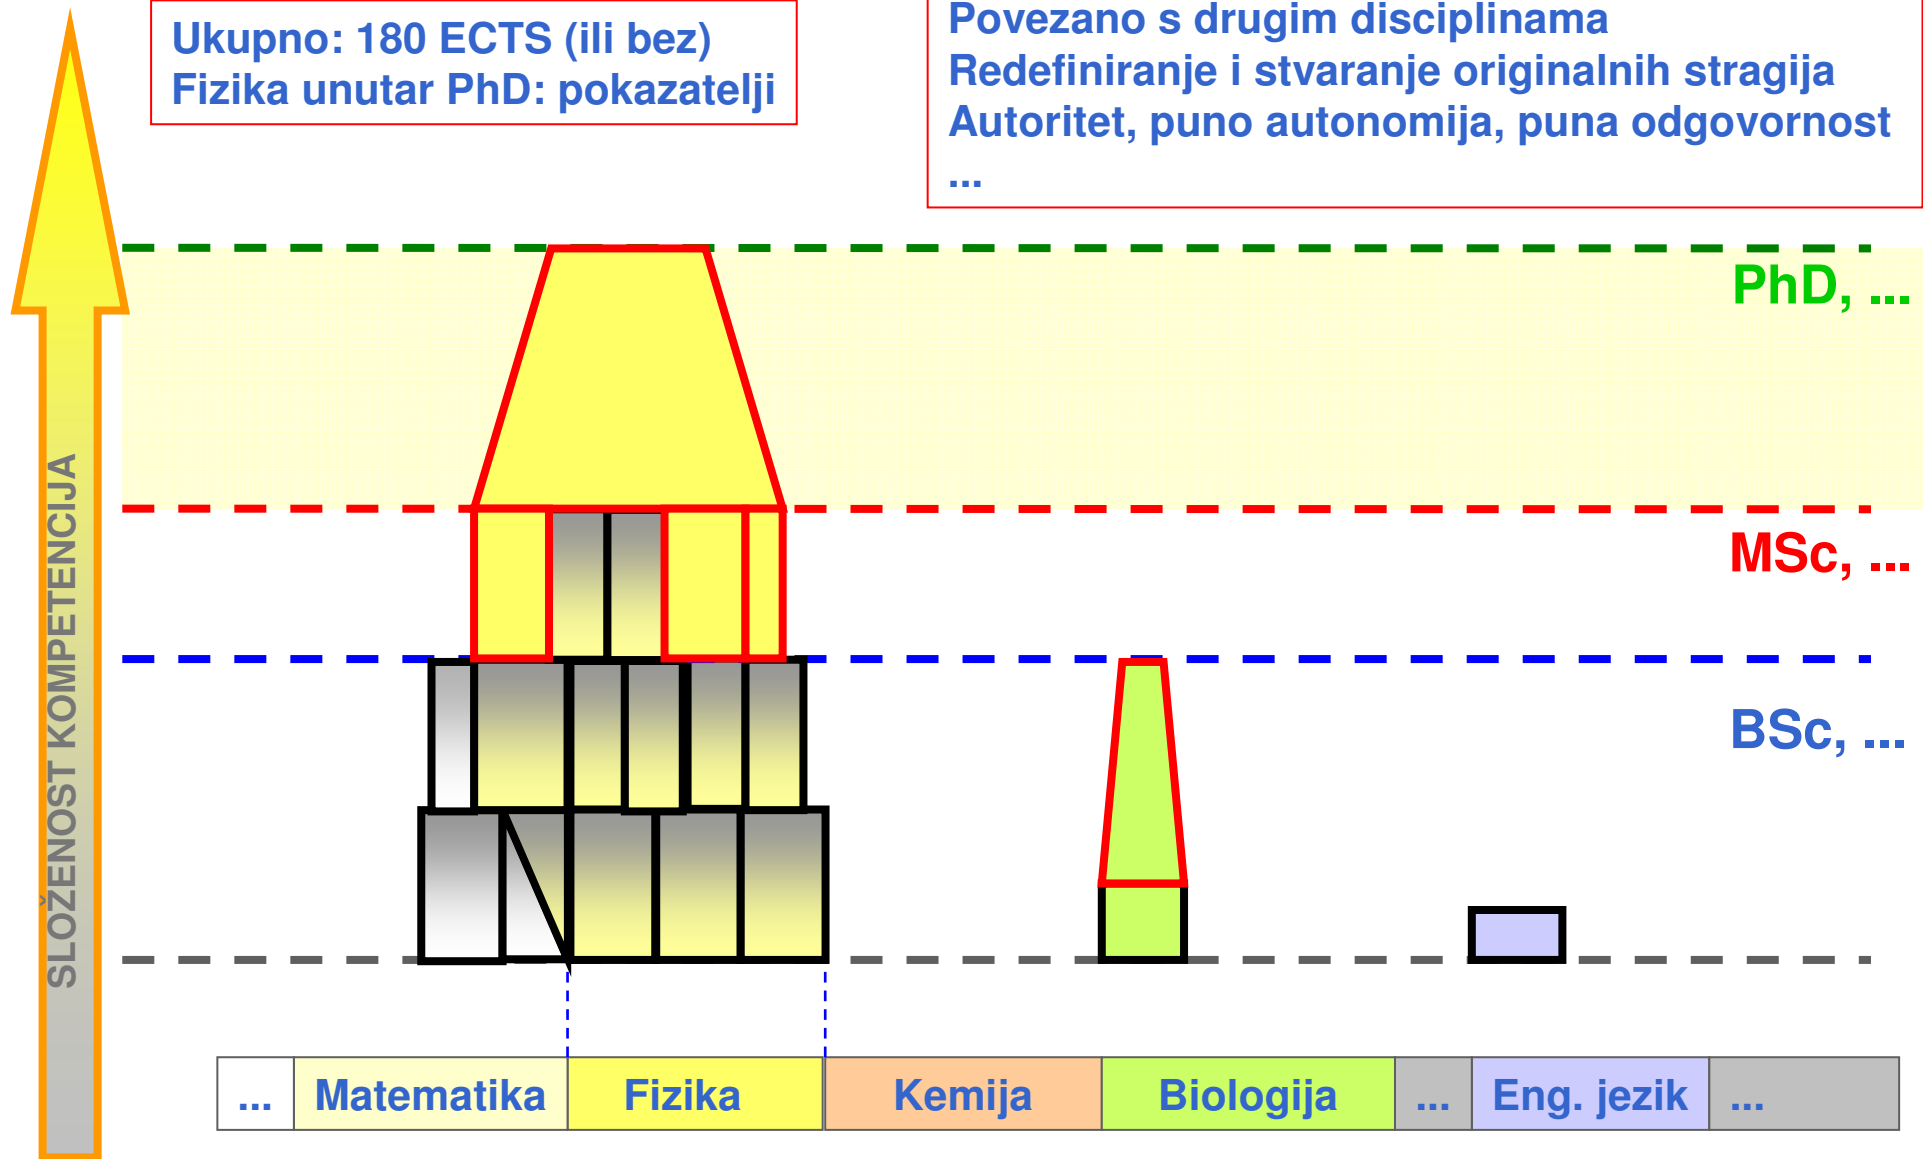 Ukupno: 180 ECTS (ili bez)
Fizika unutar PhD: pokazatelji
Povezano s drugim disciplinama
Redefiniranje i stvaranje originalnih stragija
Autoritet, puno autonomija, puna odgovornost
...
PhD, ...
MSc, ...
BSc, ...
SLOŽENOST KOMPETENCIJA
... Matematika Fizika Kemija Biologija ... Eng. jezik ...